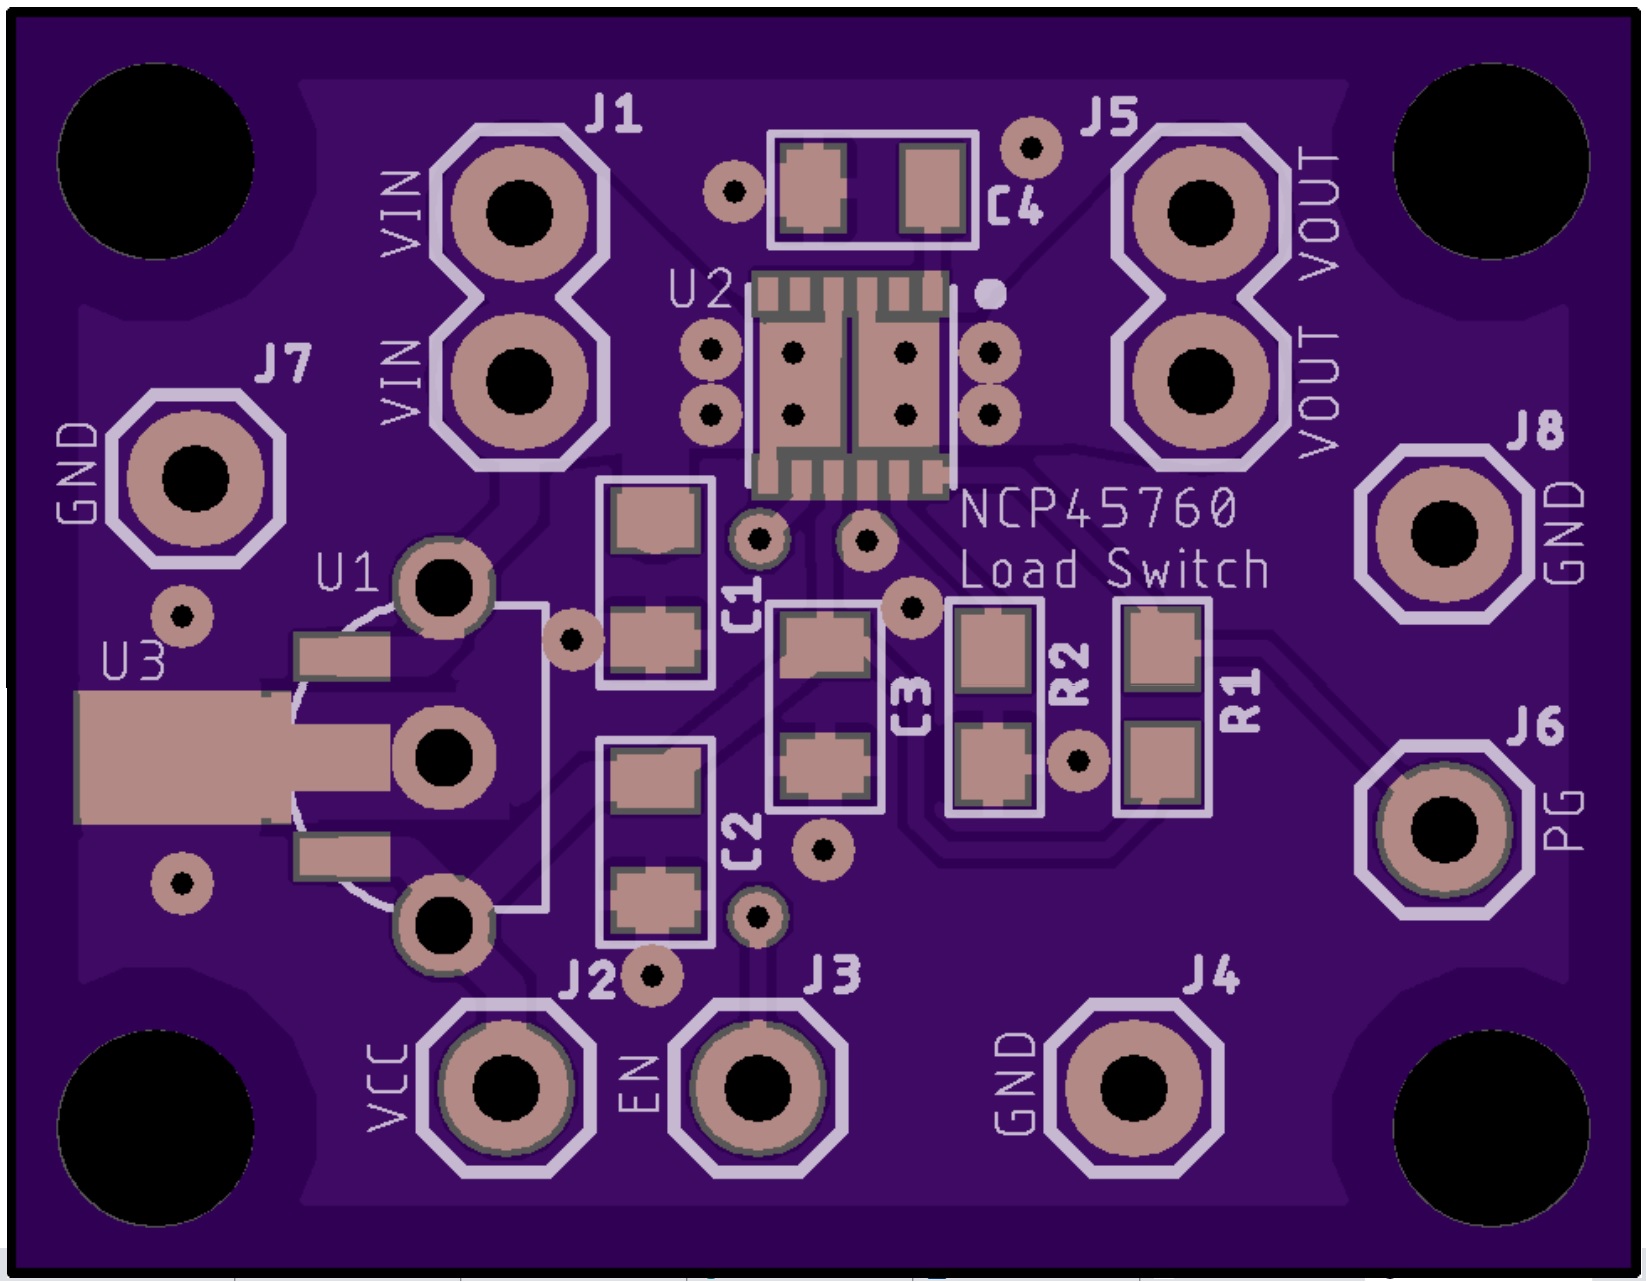 J1
J5
VIN
VOUT
C4
U2
J7
VIN
VOUT
GND
J8
NCP45760
Load Switch
GND
U1
C1
U3
R2
R1
C3
J6
C2
PG
J2
J3
J4
VCC
EN
GND